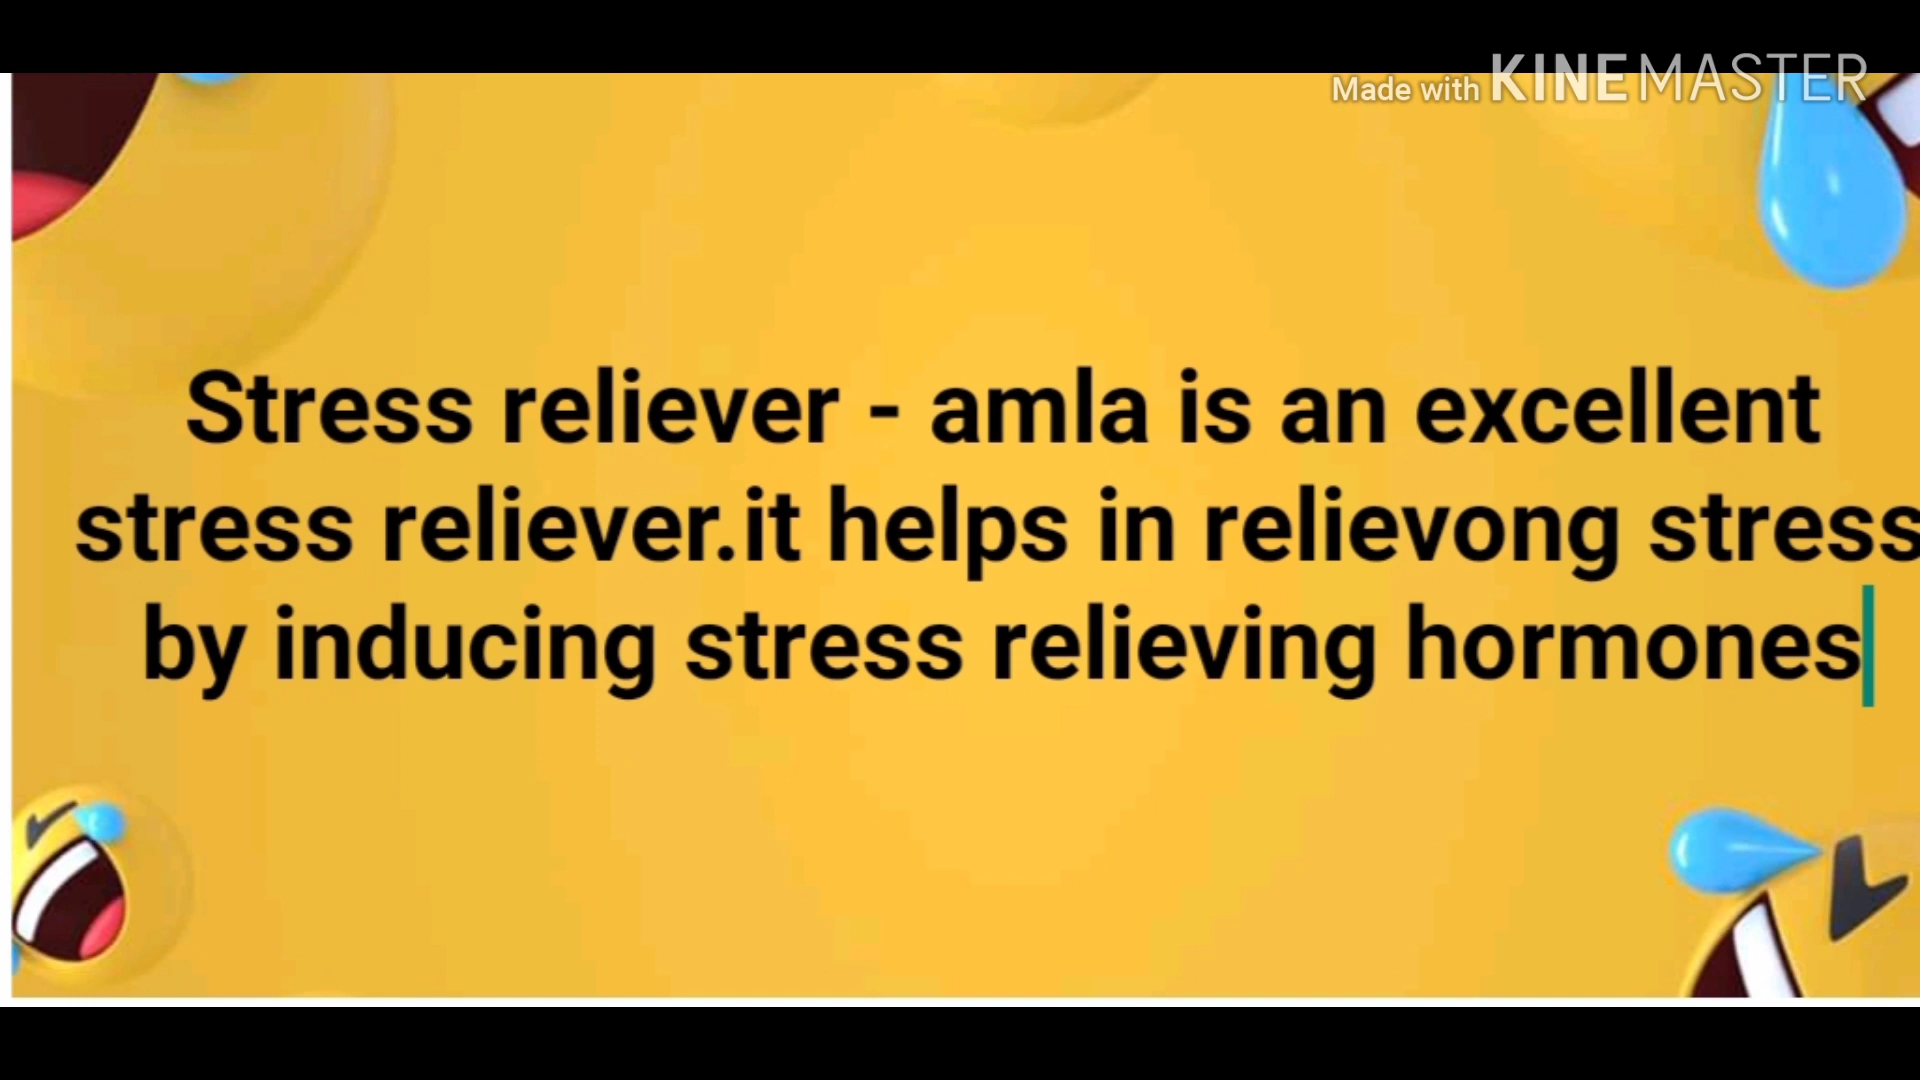 Made with KINEMASTER
Stress reliever - amla is an excellent
stress reliever.it helps in relievong stress
by inducing stress relieving hormones